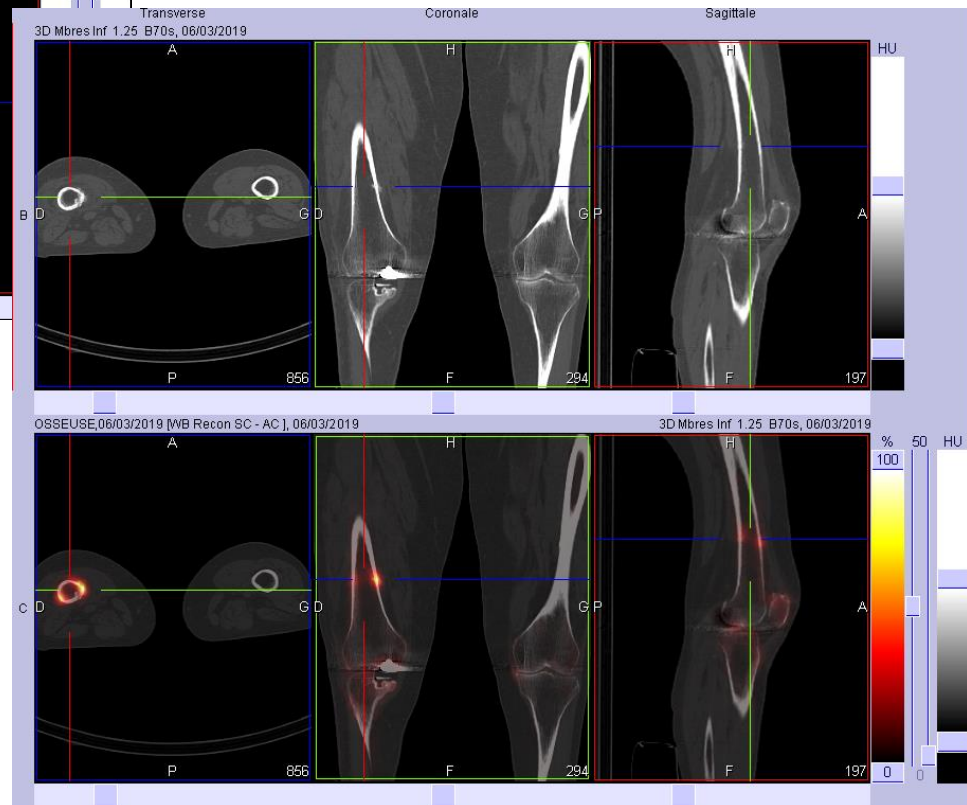 Transverse Coronale Sagittale
3D Mbres Inf 1.25 B70s, 06/03/2019
HU
A H H
B D G D G P A
P 856 F 294 F 197
OSSEUSE,06/03/2019 [WB Recon SC - AC ], 06/03/2019 3D Mbres Inf 1.25 B70s, 06/03/2019
% 50 HU
100
A H H
C D G D G P A
P 856 F 294 F 197
0 0